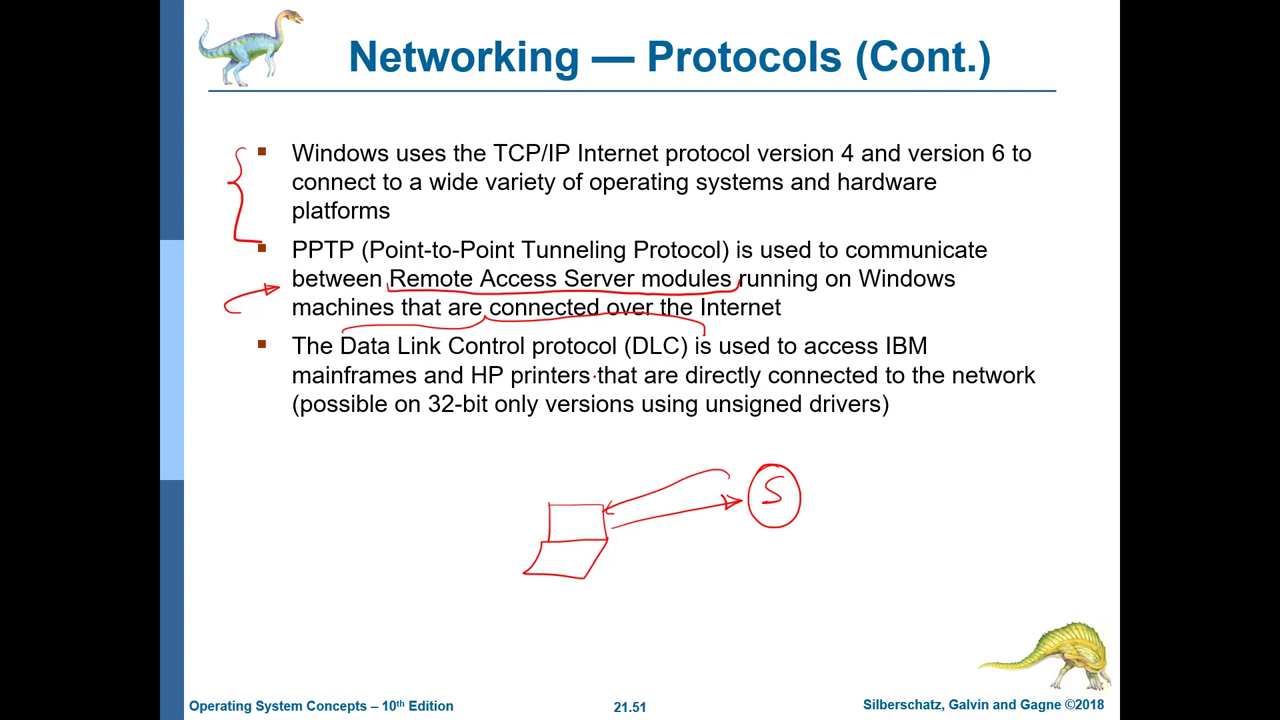 Networking — Protocols (Cont.)
▪ Windows uses the TCP/IP Internet protocol version 4 and version 6 to
connect to a wide variety of operating systems and hardware
platforms
▪ PPTP (Point-to-Point Tunneling Protocol) is used to communicate
between Remote Access Server modules running on Windows
machines that are connected over the Internet
▪ The Data Link Control protocol (DLC) is used to access IBM
mainframes and HP printers that are directly connected to the network
(possible on 32-bit only versions using unsigned drivers)
S
Operating System Concepts – 10th Edition
21.51
Silberschatz, Galvin and Gagne ©2018